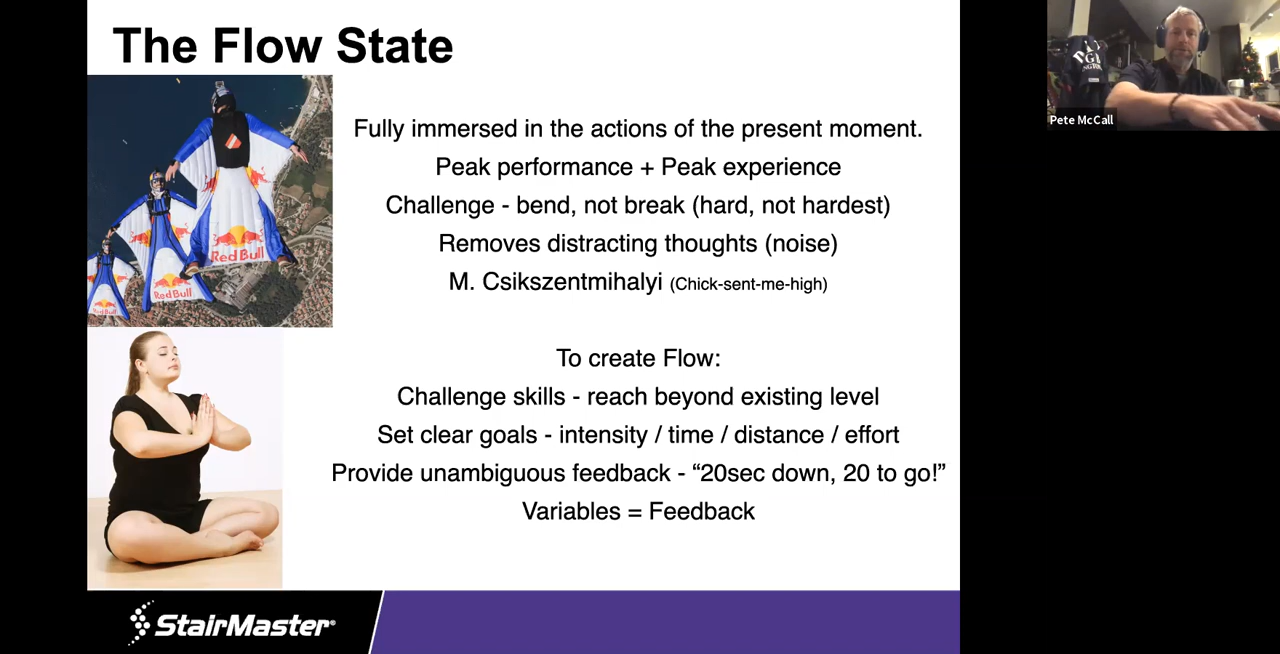 The Flow State
Fully immersed in the actions of the present moment.
Peak performance + Peak experience
Challenge - bend, not break (hard, not hardest)
Removes distracting thoughts (noise)
M. Csikszentmihalyi (Chick-sent-me-high)
To create Flow:
Challenge skills - reach beyond existing level
Set clear goals - intensity / time / distance / effort
Provide unambiguous feedback - “20sec down, 20 to go!”
Variables = Feedback
Red Bull
Red Bull
Red Bull
StairMaster®
Pete McCall